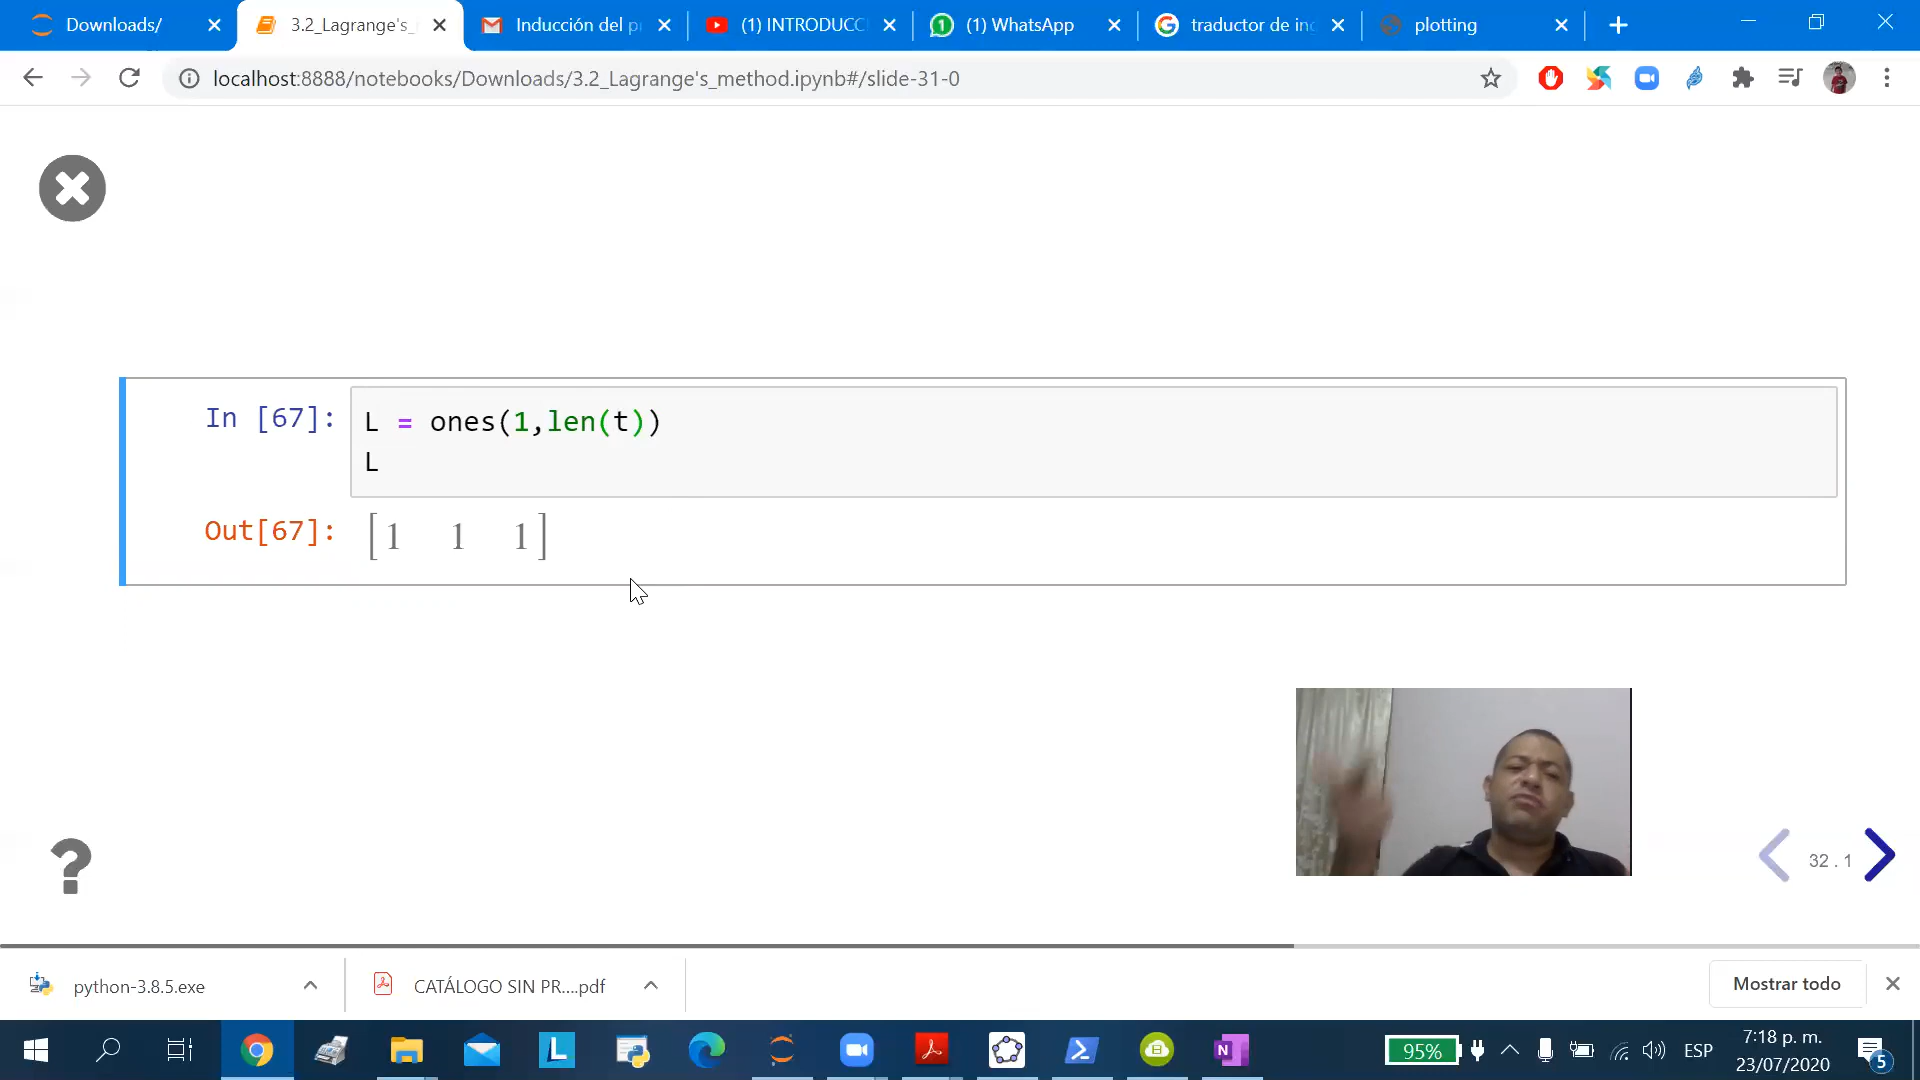 Downloads/
3.2_Lagrange's_
Inducción del p
(1) INTRODUCC
(1) WhatsApp
traductor de in
plotting
localhost:8888/notebooks/Downloads/3.2_Lagrange's_method.ipynb#/slide-31-0
In [67]:
L = ones(1,len(t))
L
Out[67]:
[1 1 1]
32 . 1
python-3.8.5.exe
CATÁLOGO SIN PR....pdf
Mostrar todo
95%
ESP
7:18 p. m.
23/07/2020
5